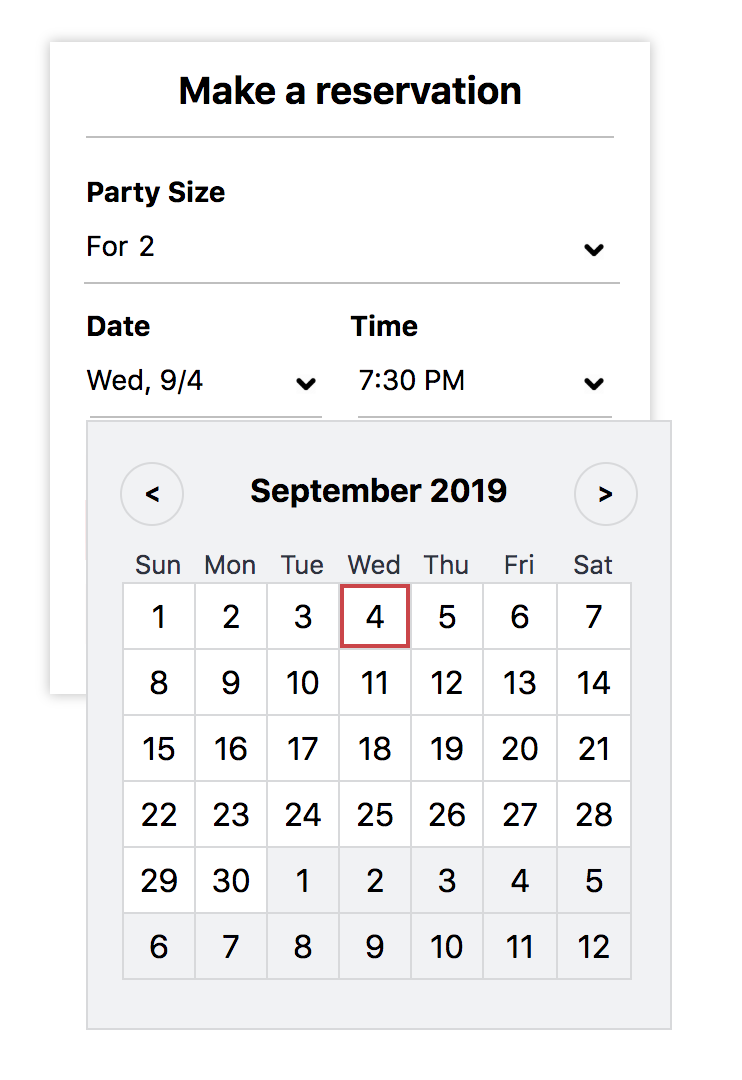 Make a reservation
Party Size
For 2
Date Time
Wed, 9/4 7:30 PM
< September 2019 >
Sun Mon Tue Wed Thu Fri Sat
1 2 3 4 5 6 7
8 9 10 11 12 13 14
15 16 17 18 19 20 21
22 23 24 25 26 27 28
29 30 1 2 3 4 5
6 7 8 9 10 11 12